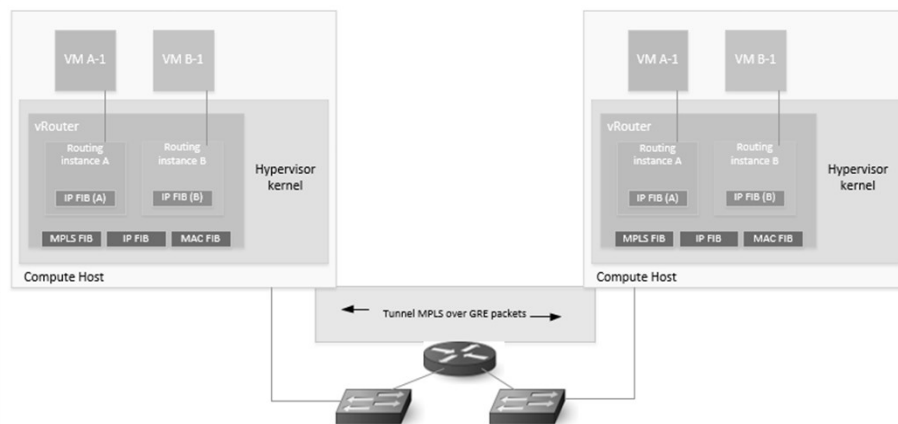 VM A-1
VM B-1
vRouter
Routing
instance A
Routing
instance B
IP FIB (A)
IP FIB (B)
Hypervisor
kernel
MPLS FIB
IP FIB
MAC FIB
Compute Host
VM A-1
VM B-1
vRouter
Routing
instance A
Routing
instance B
IP FIB (A)
IP FIB (B)
Hypervisor
kernel
MPLS FIB
IP FIB
MAC FIB
Compute Host
Tunnel MPLS over GRE packets